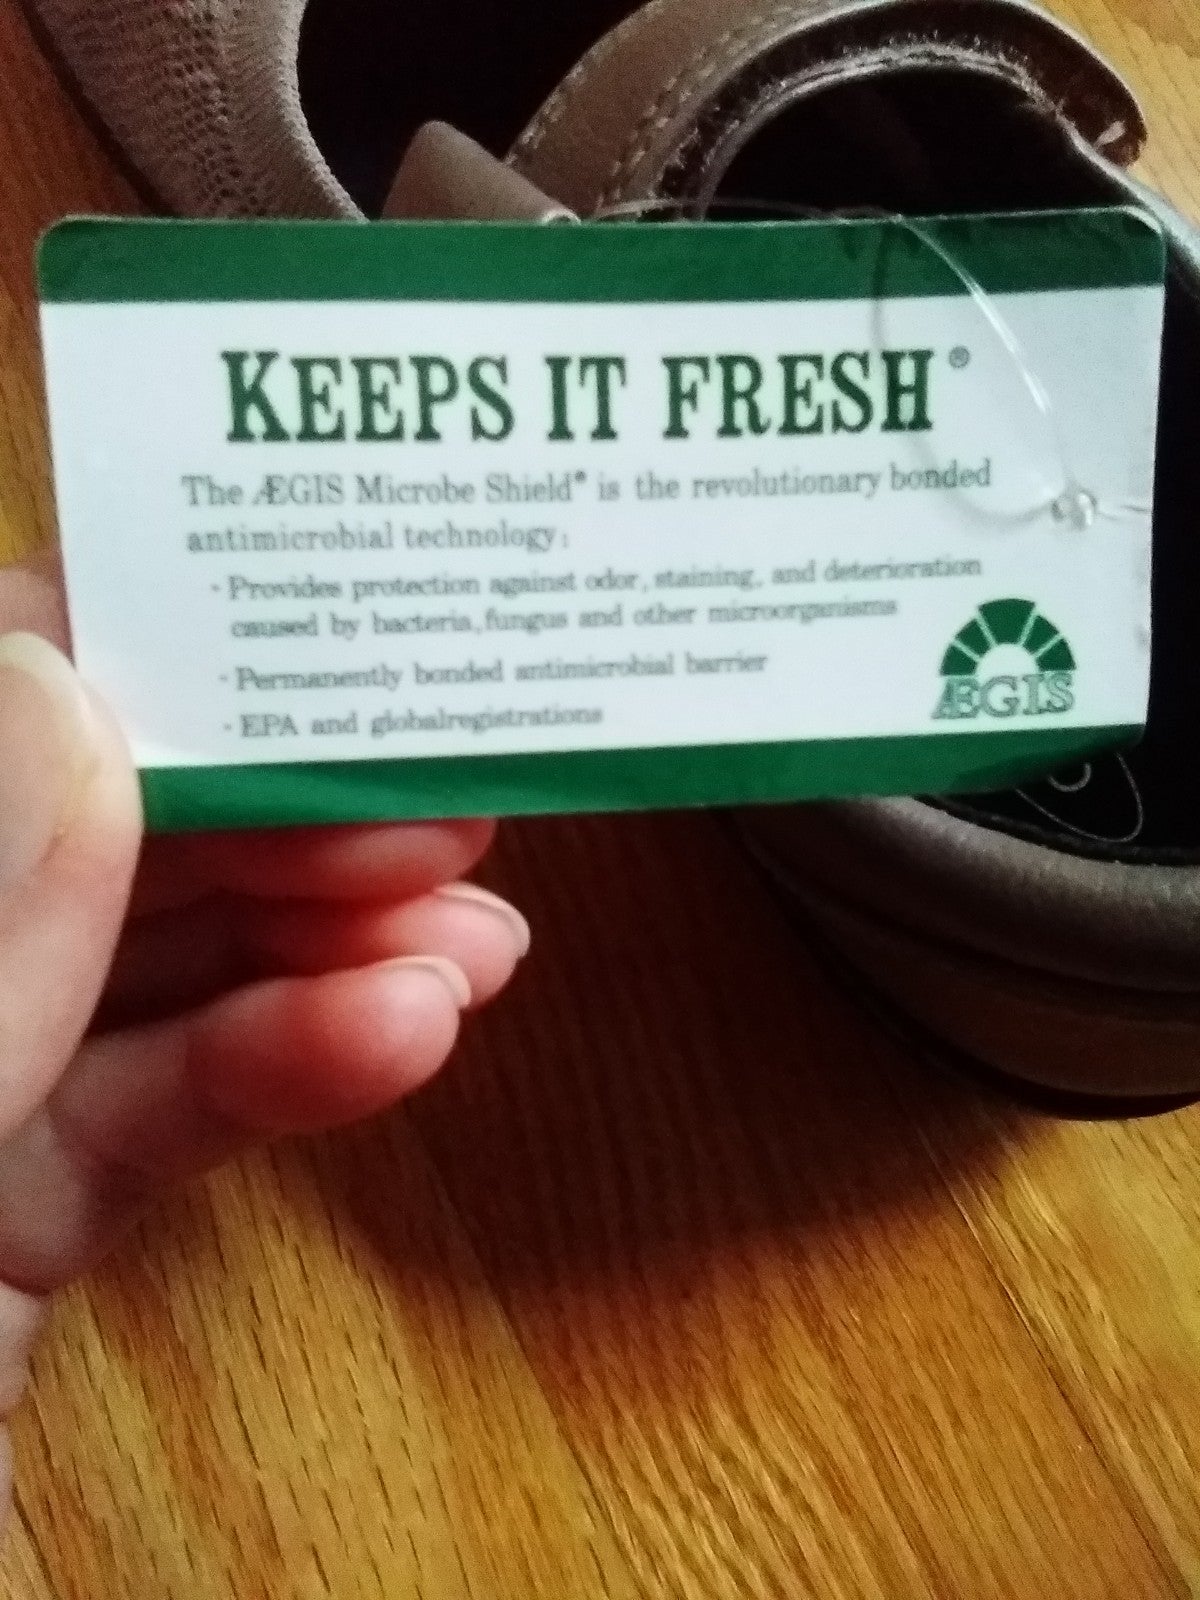 KEEPS IT FRESH®
The ÆGIS Microbe Shield® is the revolutionary bonded
antimicrobial technology:
· Provides protection against odor, staining, and deterioration
caused by bacteria, fungus and other microorganisms
· Permanently bonded antimicrobial barrier
· EPA and globalregistrations
ÆGIS